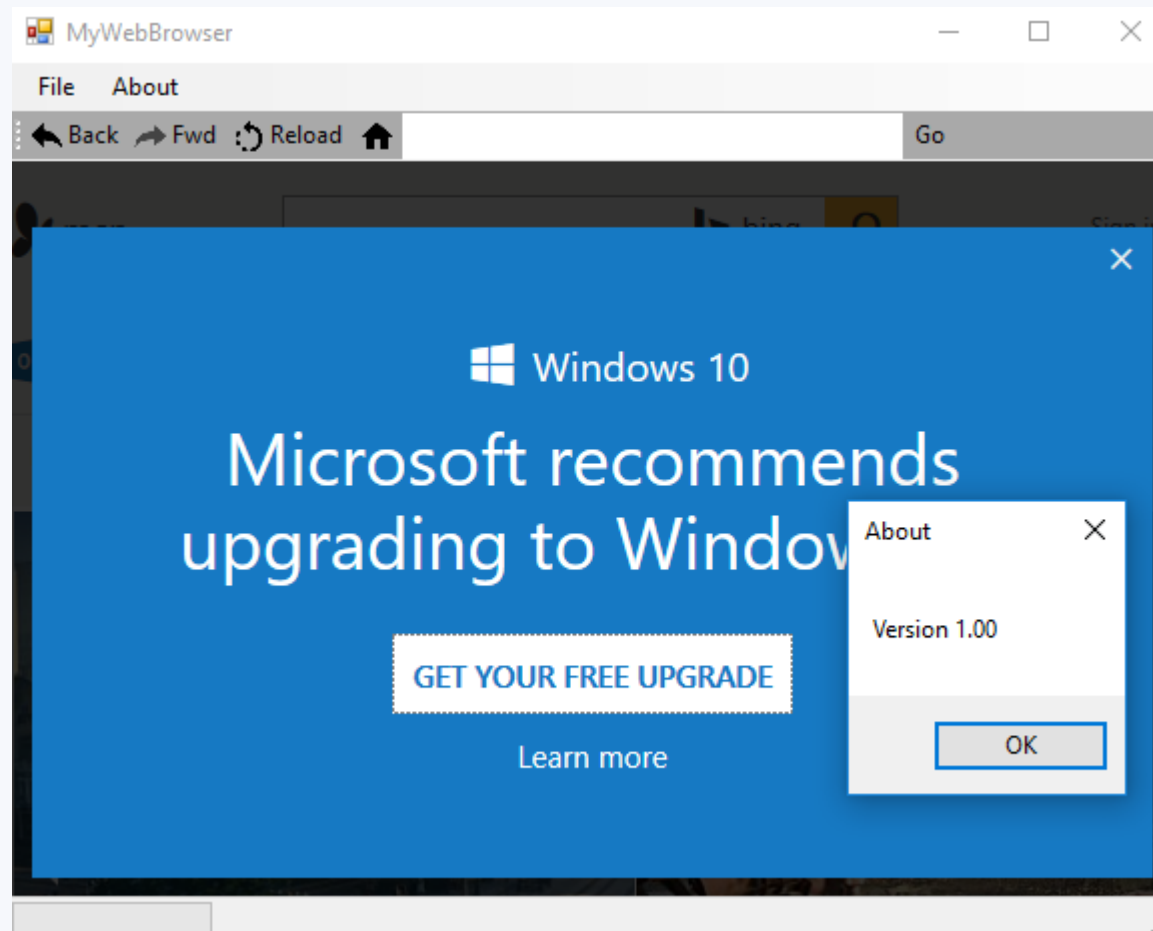 MyWebBrowser
File About
Back Fwd Reload Go
bing
Windows 10
Microsoft recommends
upgrading to
About
Version 1.00
GET YOUR FREE UPGRADE
OK
Learn more